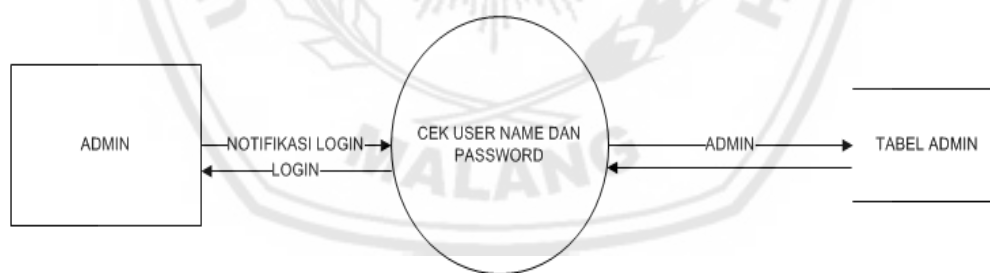 ADMIN
NOTIFIKASI LOGIN
LOGIN
CEK USER NAME DAN
PASSWORD
ADMIN
TABEL ADMIN
MALANG